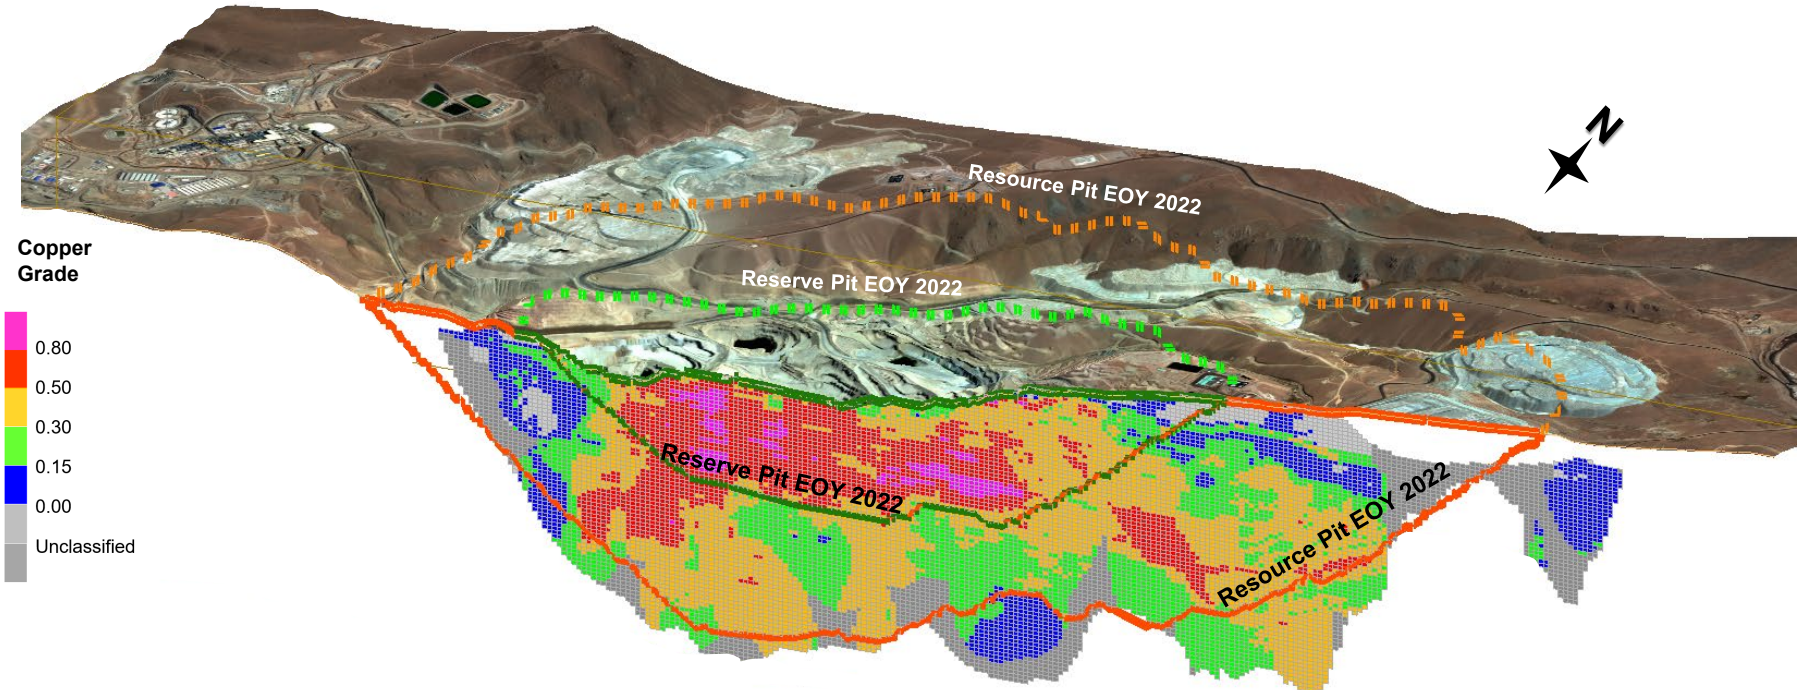 N
Resource Pit EOY 2022
Reserve Pit EOY 2022
Copper
Grade
0.80
0.50
0.30
0.15
0.00
Unclassified
Reserve Pit EOY 2022
Resource Pit EOY 2022